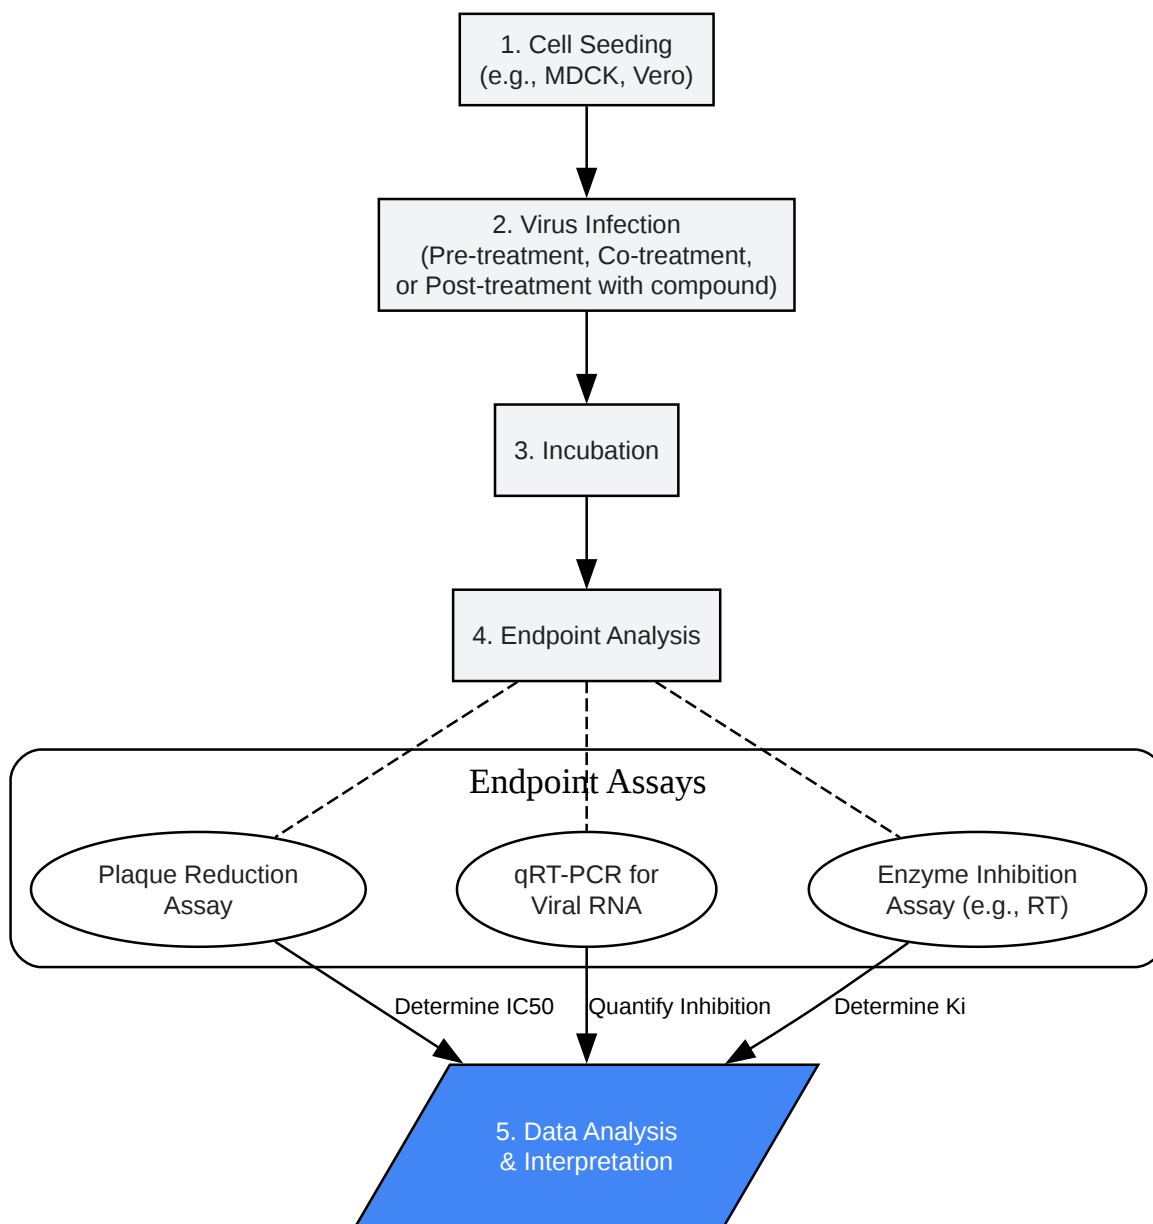 1. Cell Seeding
(e.g., MDCK, Vero)
2. Virus Infection
(Pre-treatment, Co-treatment,
or Post-treatment with compound)
3. Incubation
4. Endpoint Analysis
Endpoint Assays
Plaque Reduction
Assay
qRT-PCR for
Viral RNA
Enzyme Inhibition
Assay (e.g., RT)
Determine IC50
Quantify Inhibition
Determine Ki
5. Data Analysis
& Interpretation